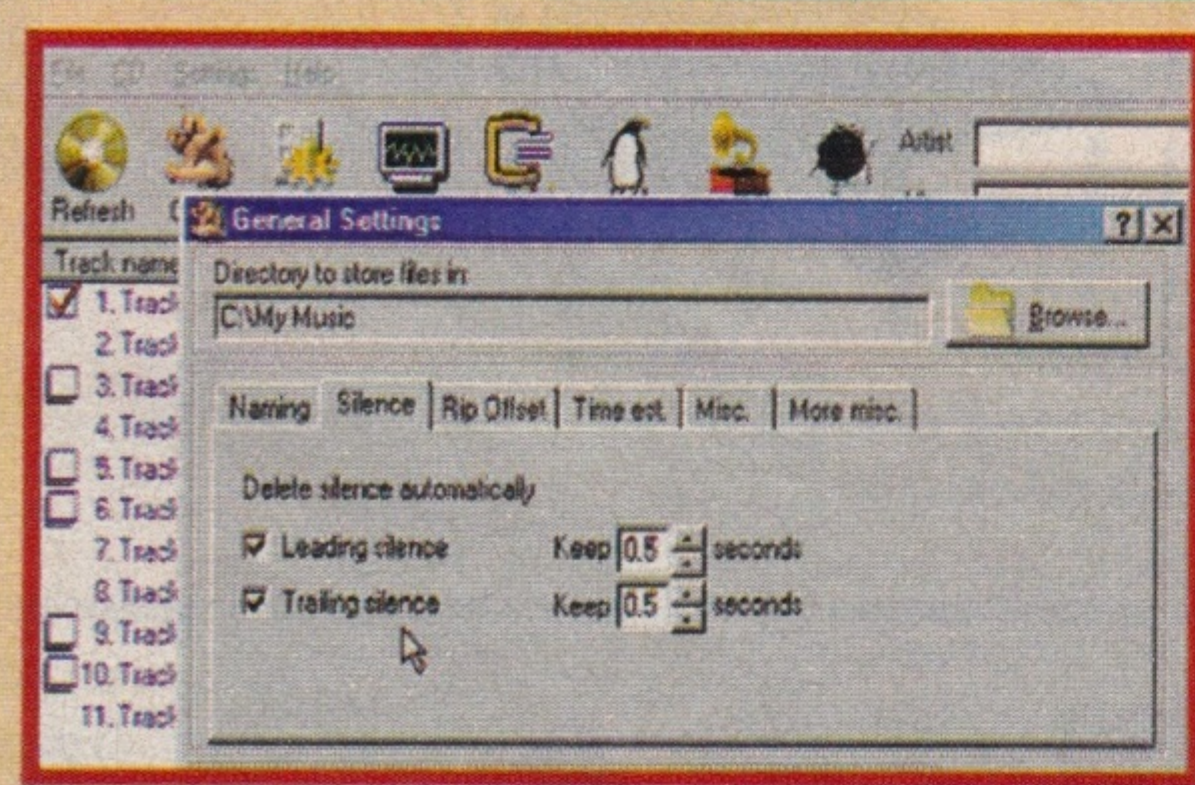 File CD Settings Help
Artist
Refresh
General Settings
Track name
Directory to store files in:
C:\My Music
Browse...
1. Track
2. Track
3. Track
4. Track
5. Track
6. Track
7. Track
8. Track
9. Track
10. Track
11. Track
Naming Silence Rip Offset Time est. Misc. More misc.
Delete silence automatically
Leading silence Keep 0.5 seconds
Trailing silence Keep 0.5 seconds